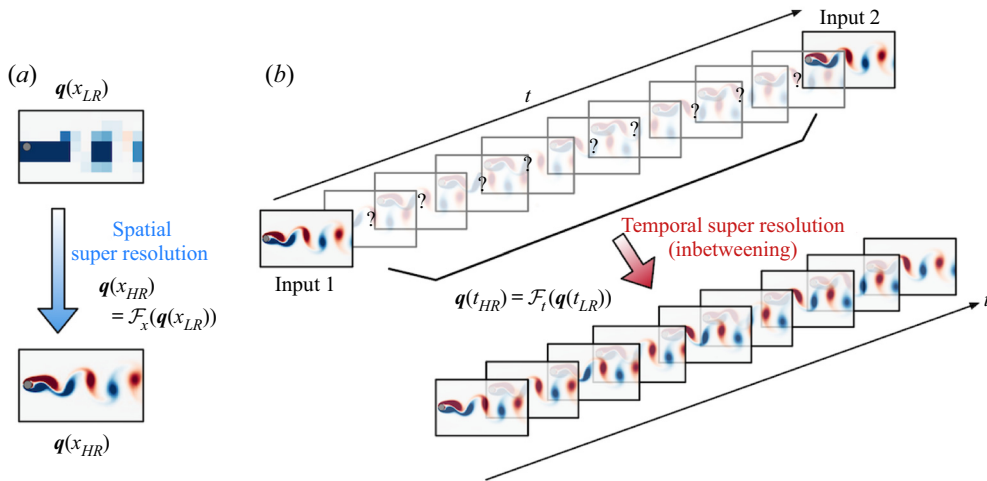 (a)
q(x_LR)
Spatial
super resolution
q(x_HR)
= F_x(q(x_LR))
q(x_HR)
(b)
Input 2
t
?
?
?
?
?
?
?
?
?
Input 1
Temporal super resolution
(inbetweening)
q(t_HR) = F_t(q(t_LR))
t